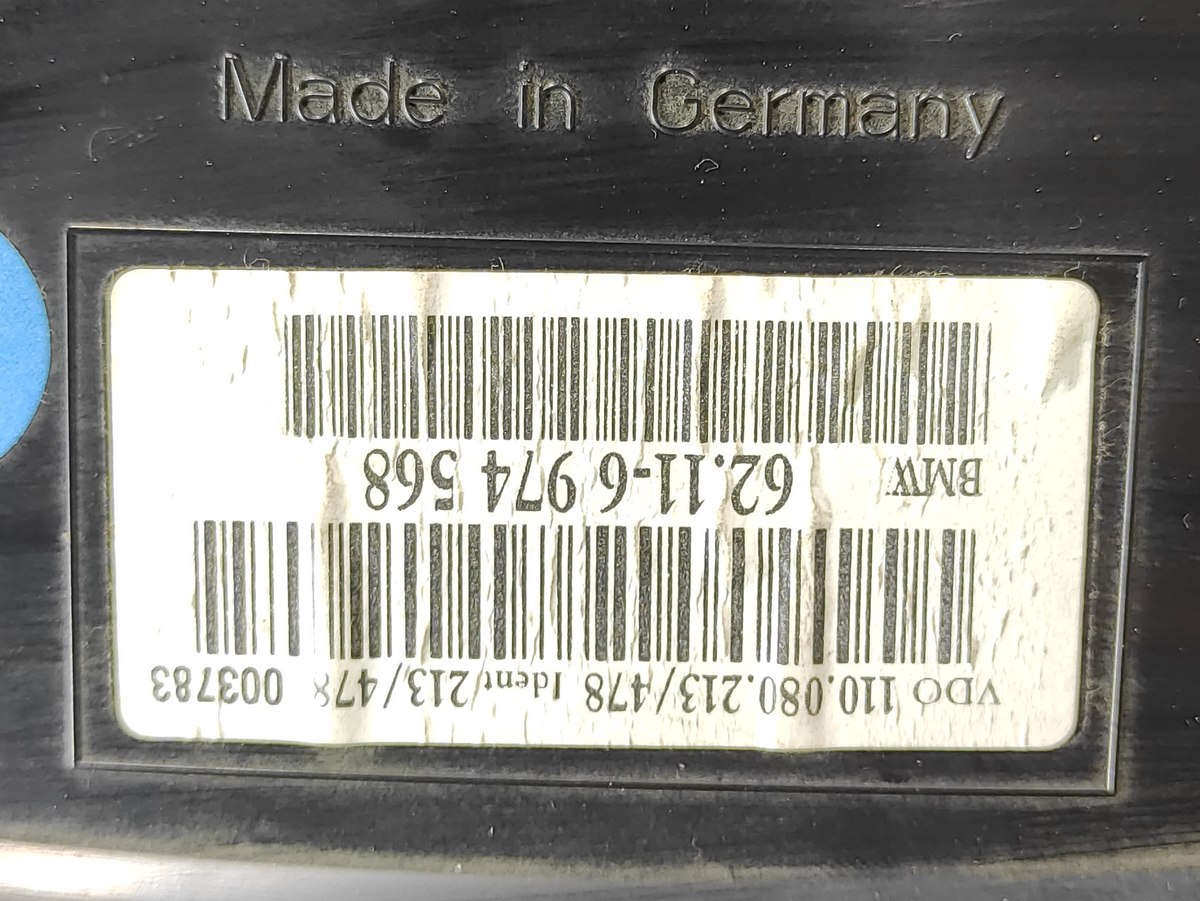 Made in Germany
VDO 110.080.213/478 Ident 213/478 003783
BMW 62.11-6 974 568